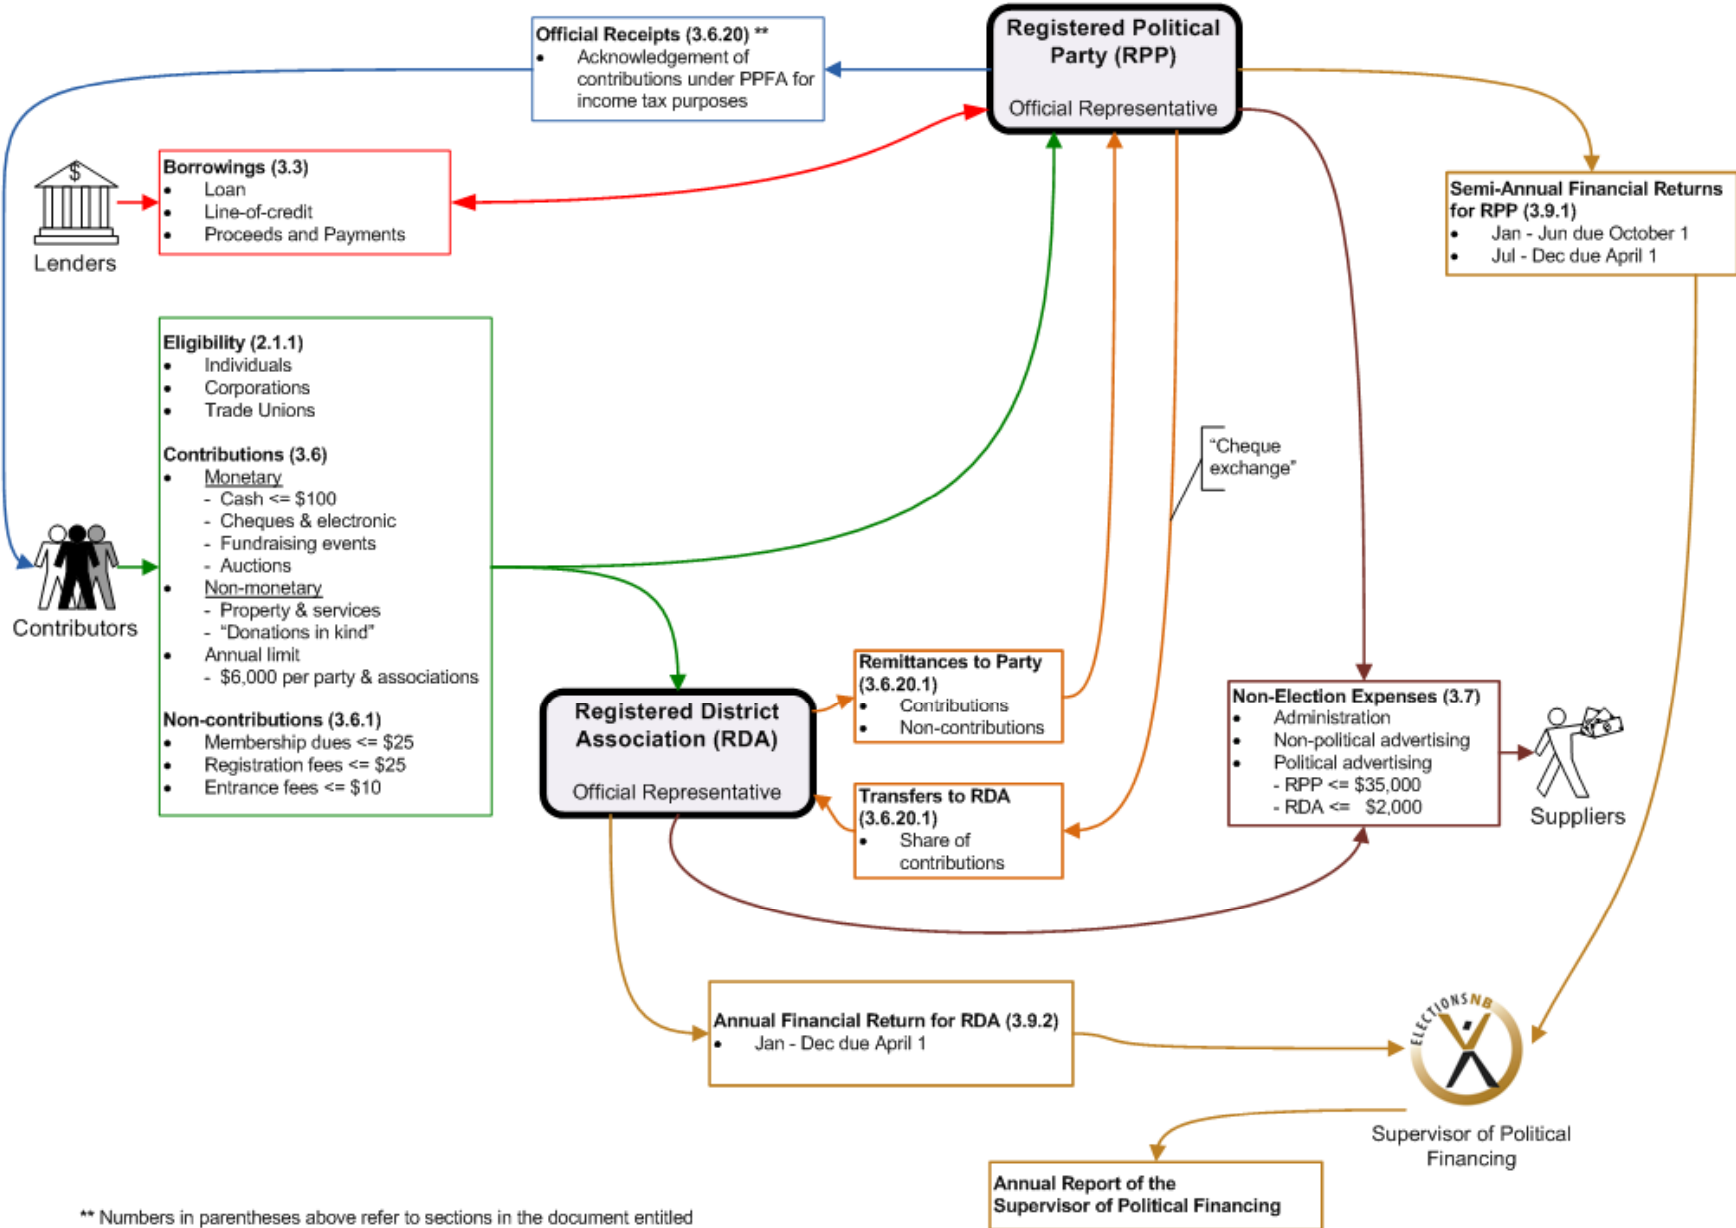 Official Receipts (3.6.20) **
• Acknowledgement of
contributions under PPFA for
income tax purposes
Registered Political
Party (RPP)
Official Representative
$
Lenders
Borrowings (3.3)
• Loan
• Line-of-credit
• Proceeds and Payments
Semi-Annual Financial Returns
for RPP (3.9.1)
• Jan - Jun due October 1
• Jul - Dec due April 1
Contributors
Eligibility (2.1.1)
• Individuals
• Corporations
• Trade Unions
Contributions (3.6)
• Monetary
- Cash <= $100
- Cheques & electronic
- Fundraising events
- Auctions
• Non-monetary
- Property & services
- “Donations in kind”
• Annual limit
- $6,000 per party & associations
Non-contributions (3.6.1)
• Membership dues <= $25
• Registration fees <= $25
• Entrance fees <= $10
“Cheque
exchange”
Registered District
Association (RDA)
Official Representative
Remittances to Party
(3.6.20.1)
• Contributions
• Non-contributions
Transfers to RDA
(3.6.20.1)
• Share of
contributions
Non-Election Expenses (3.7)
• Administration
• Non-political advertising
• Political advertising
- RPP <= $35,000
- RDA <= $2,000
Suppliers
Annual Financial Return for RDA (3.9.2)
• Jan - Dec due April 1
ELECTIONS NB
Supervisor of Political
Financing
Annual Report of the
Supervisor of Political Financing
** Numbers in parentheses above refer to sections in the document entitled